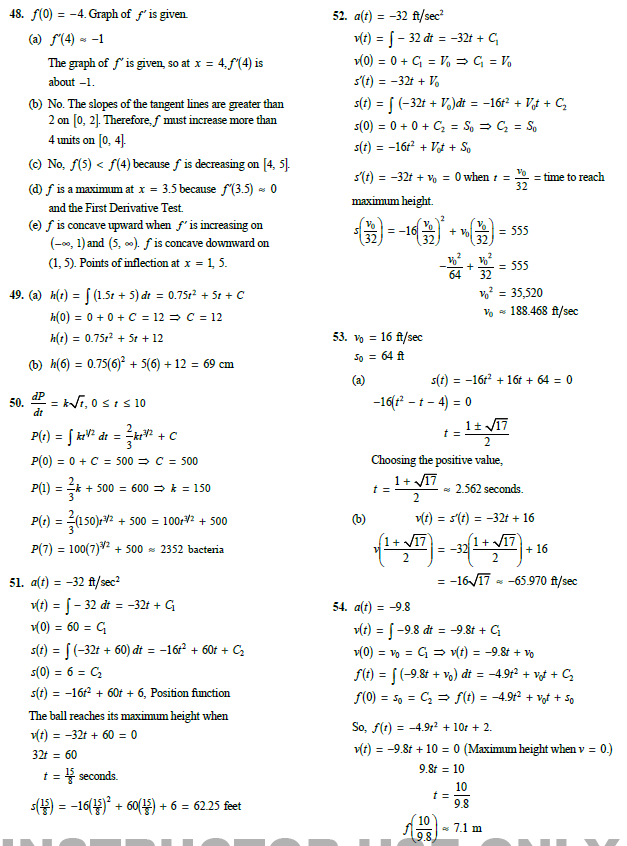 48. f(0) = −4. Graph of f′ is given.
(a) f′(4) ≈ −1
The graph of f′ is given, so at x = 4, f′(4) is
about −1.
(b) No. The slopes of the tangent lines are greater than
2 on [0, 2]. Therefore, f must increase more than
4 units on [0, 4].
(c) No, f(5) < f(4) because f is decreasing on [4, 5].
(d) f is a maximum at x = 3.5 because f′(3.5) ≈ 0
and the First Derivative Test.
(e) f is concave upward when f′ is increasing on
(−∞, 1) and (5, ∞). f is concave downward on
(1, 5). Points of inflection at x = 1, 5.
49. (a) h(t) = ∫(1.5t + 5) dt = 0.75t² + 5t + C
h(0) = 0 + 0 + C = 12 ⇒ C = 12
h(t) = 0.75t² + 5t + 12
(b) h(6) = 0.75(6)² + 5(6) + 12 = 69 cm
50. dP/dt = k√t, 0 ≤ t ≤ 10
P(t) = ∫ kt^(1/2) dt = 2/3 kt^(3/2) + C
P(0) = 0 + C = 500 ⇒ C = 500
P(1) = 2/3 k + 500 = 600 ⇒ k = 150
P(t) = 2/3(150)t^(3/2) + 500 = 100t^(3/2) + 500
P(7) = 100(7)^(3/2) + 500 ≈ 2352 bacteria
51. a(t) = −32 ft/sec²
v(t) = ∫ −32 dt = −32t + C₁
v(0) = 60 = C₁
s(t) = ∫(−32t + 60) dt = −16t² + 60t + C₂
s(0) = 6 = C₂
s(t) = −16t² + 60t + 6, Position function
The ball reaches its maximum height when
v(t) = −32t + 60 = 0
32t = 60
t = 15/8 seconds.
s(15/8) = −16(15/8)² + 60(15/8) + 6 = 62.25 feet
52. a(t) = −32 ft/sec²
v(t) = ∫ −32 dt = −32t + C₁
v(0) = 0 + C₁ = V₀ ⇒ C₁ = V₀
s′(t) = −32t + V₀
s(t) = ∫ (−32t + V₀)dt = −16t² + V₀t + C₂
s(0) = 0 + 0 + C₂ = S₀ ⇒ C₂ = S₀
s(t) = −16t² + V₀t + S₀
s′(t) = −32t + v₀ = 0 when t = v₀/32 = time to reach
maximum height.
s(v₀/32) = −16(v₀/32)² + v₀(v₀/32) = 555
−v₀²/64 + v₀²/32 = 555
v₀² = 35,520
v₀ ≈ 188.468 ft/sec
53. v₀ = 16 ft/sec
s₀ = 64 ft
(a) s(t) = −16t² + 16t + 64 = 0
−16(t² − t − 4) = 0
t = (1 ± √17)/2
Choosing the positive value,
t = (1 + √17)/2 ≈ 2.562 seconds.
(b) v(t) = s′(t) = −32t + 16
v((1 + √17)/2) = −32((1 + √17)/2) + 16
= −16√17 ≈ −65.970 ft/sec
54. a(t) = −9.8
v(t) = ∫ −9.8 dt = −9.8t + C₁
v(0) = v₀ = C₁ ⇒ v(t) = −9.8t + v₀
f(t) = ∫ (−9.8t + v₀) dt = −4.9t² + v₀t + C₂
f(0) = s₀ = C₂ ⇒ f(t) = −4.9t² + v₀t + s₀
So, f(t) = −4.9t² + 10t + 2.
v(t) = −9.8t + 10 = 0 (Maximum height when v = 0.)
9.8t = 10
t = 10/9.8
f(10/9.8) ≈ 7.1 m
INSTRUCTOR USE ONLY